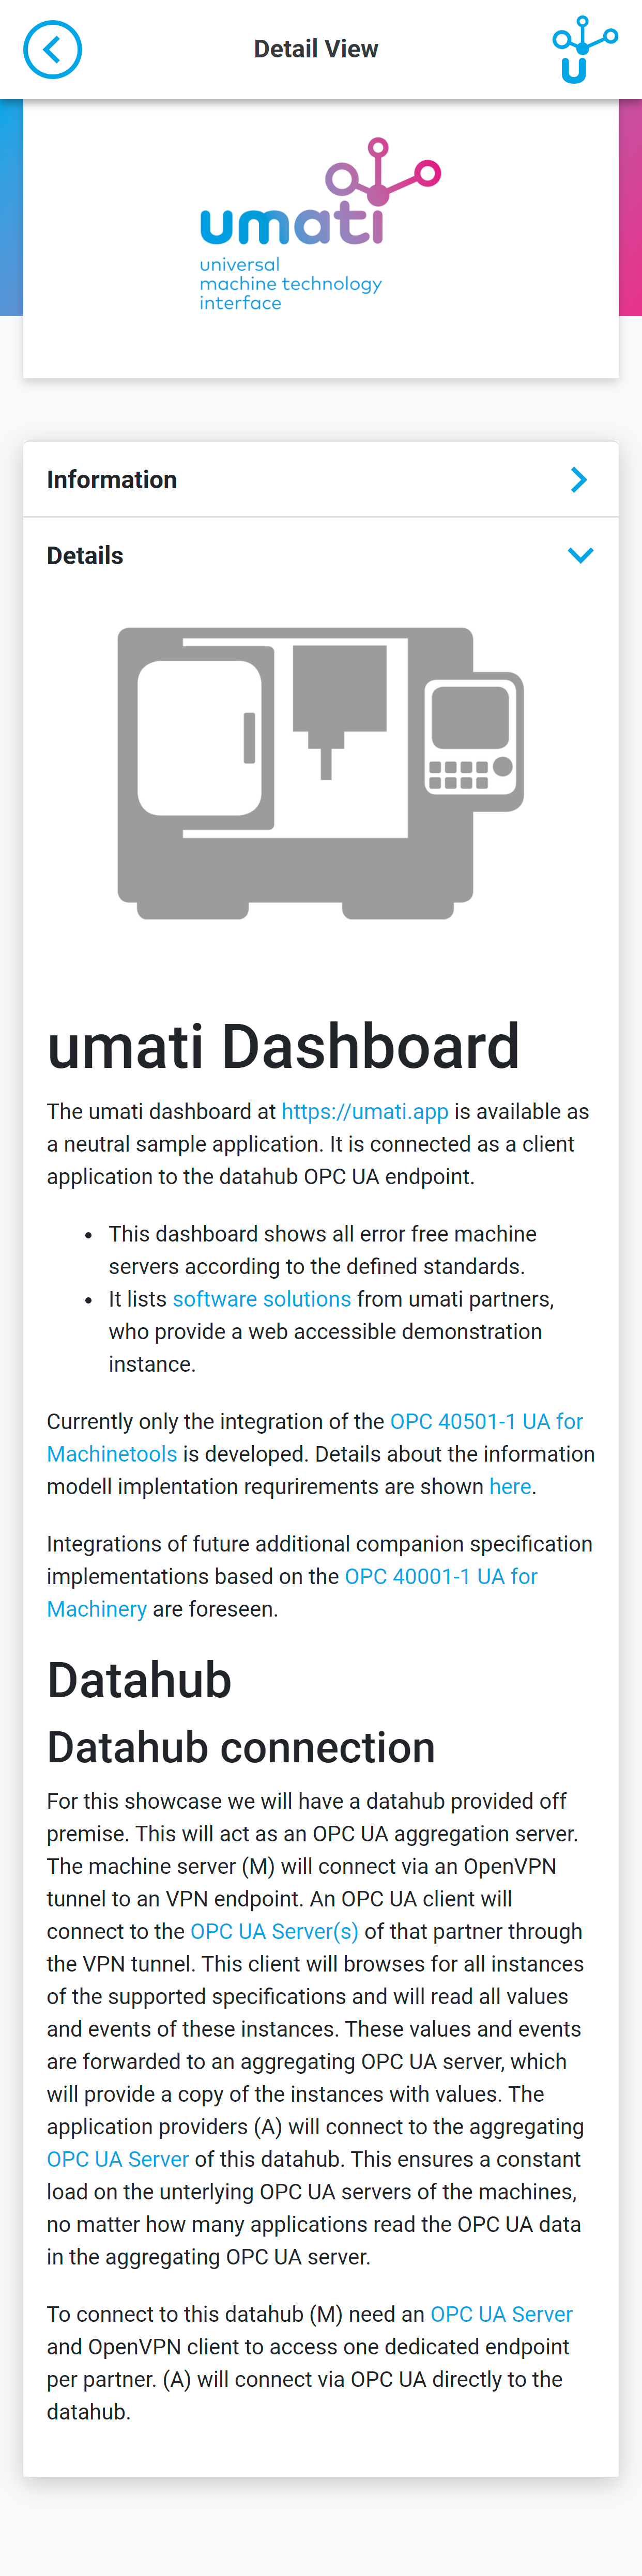 Detail View
u
umati
universal
machine technology
interface
Information
Details
umati Dashboard
The umati dashboard at https://umati.app is available as
a neutral sample application. It is connected as a client
application to the datahub OPC UA endpoint.
• This dashboard shows all error free machine
servers according to the defined standards.
• It lists software solutions from umati partners,
who provide a web accessible demonstration
instance.
Currently only the integration of the OPC 40501-1 UA for
Machinetools is developed. Details about the information
modell implentation requrirements are shown here.
Integrations of future additional companion specification
implementations based on the OPC 40001-1 UA for
Machinery are foreseen.
Datahub
Datahub connection
For this showcase we will have a datahub provided off
premise. This will act as an OPC UA aggregation server.
The machine server (M) will connect via an OpenVPN
tunnel to an VPN endpoint. An OPC UA client will
connect to the OPC UA Server(s) of that partner through
the VPN tunnel. This client will browses for all instances
of the supported specifications and will read all values
and events of these instances. These values and events
are forwarded to an aggregating OPC UA server, which
will provide a copy of the instances with values. The
application providers (A) will connect to the aggregating
OPC UA Server of this datahub. This ensures a constant
load on the unterlying OPC UA servers of the machines,
no matter how many applications read the OPC UA data
in the aggregating OPC UA server.
To connect to this datahub (M) need an OPC UA Server
and OpenVPN client to access one dedicated endpoint
per partner. (A) will connect via OPC UA directly to the
datahub.